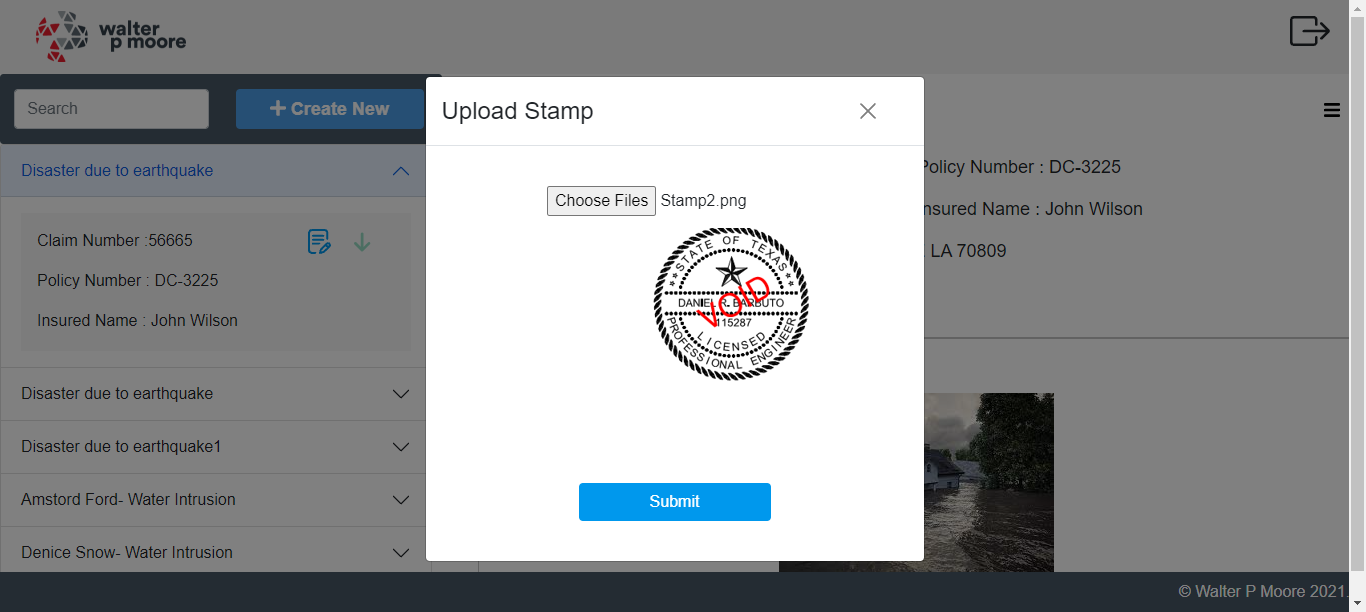 walter
p moore
Search
Create New
Disaster due to earthquake
Claim Number :56665
Policy Number : DC-3225
Insured Name : John Wilson
Disaster due to earthquake
Disaster due to earthquake1
Amstord Ford- Water Intrusion
Denice Snow- Water Intrusion
Upload Stamp
Choose Files Stamp2.png
STATE OF TEXAS
DANIEL R. BARBUTO
VOID
115287
LICENSED
PROFESSIONAL ENGINEER
Submit
Policy Number : DC-3225
nsured Name : John Wilson
LA 70809
© Walter P Moore 2021.